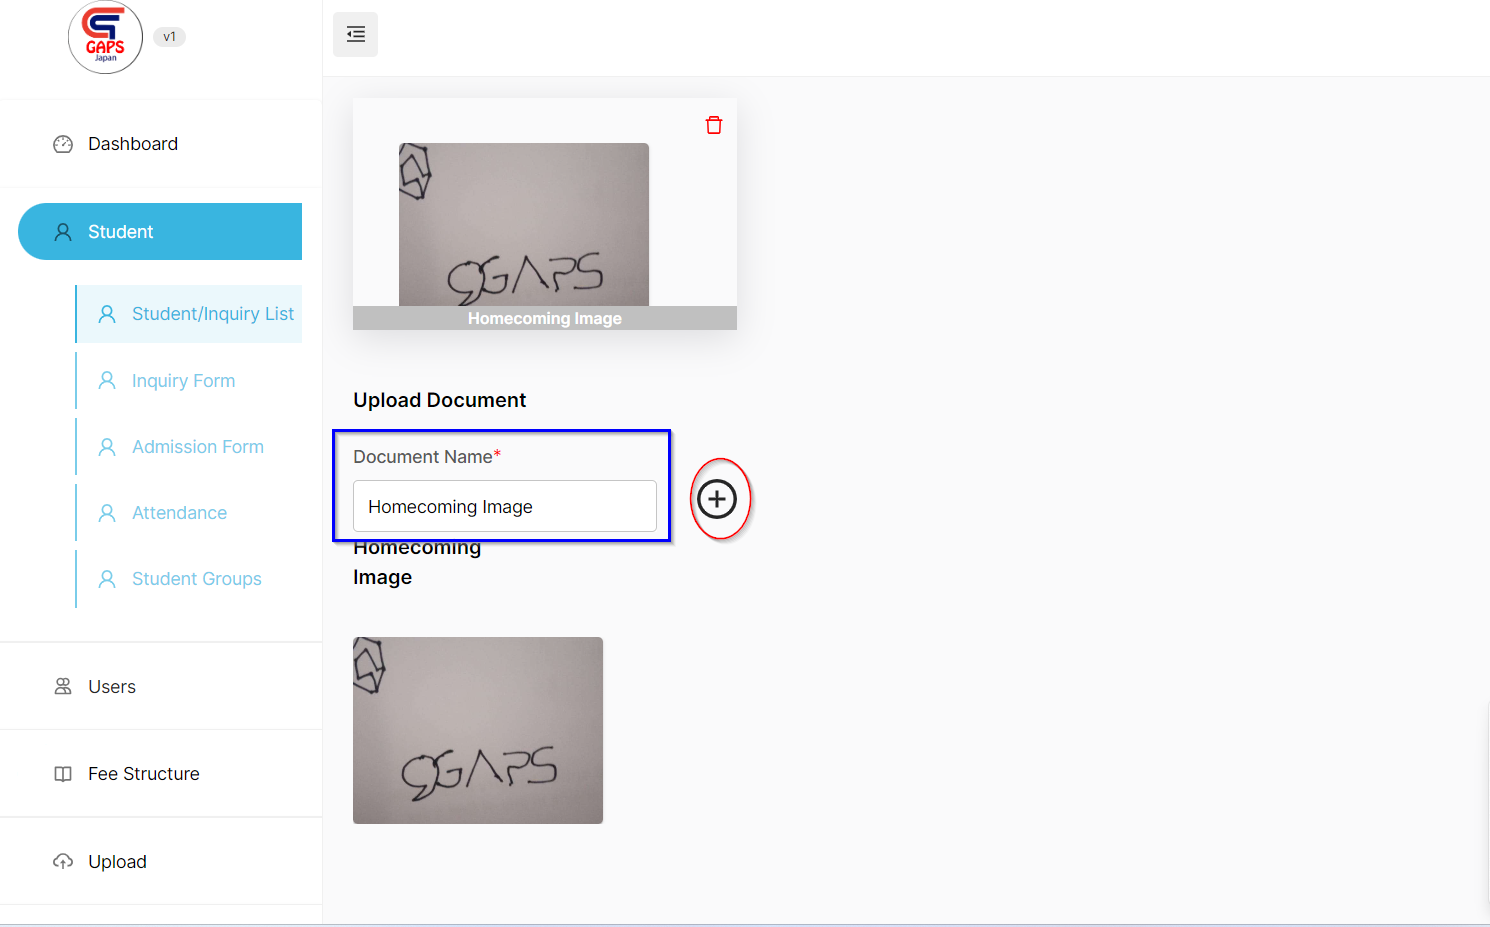 GAPS
Japan
v1
Dashboard
Student
Student/Inquiry List
Inquiry Form
Admission Form
Attendance
Student Groups
Users
Fee Structure
Upload
GAPS
Homecoming Image
Upload Document
Document Name*
Homecoming Image
Homecoming
Image
GAPS